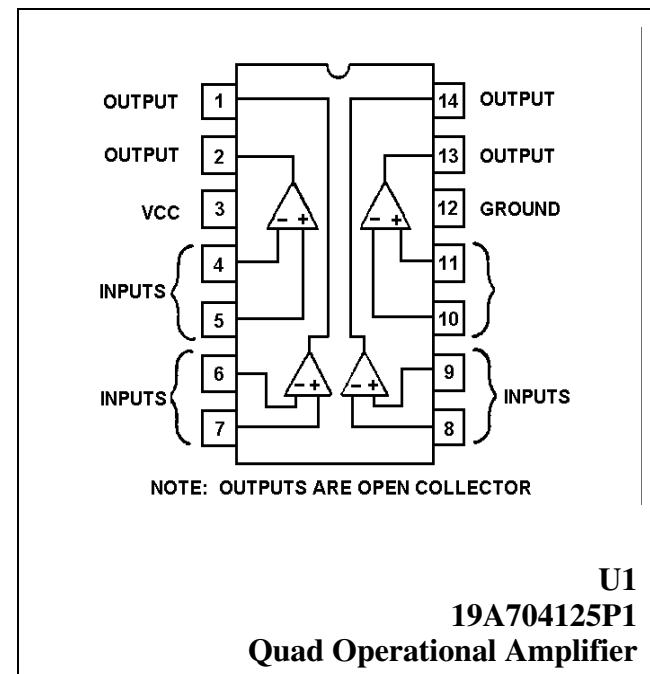 OUTPUT 1 14 OUTPUT
OUTPUT 2 13 OUTPUT
VCC 3 12 GROUND
- + - +
4 11
INPUTS
5 10
6 9
- + - +
INPUTS INPUTS
7 8
NOTE: OUTPUTS ARE OPEN COLLECTOR
U1
19A704125P1
Quad Operational Amplifier